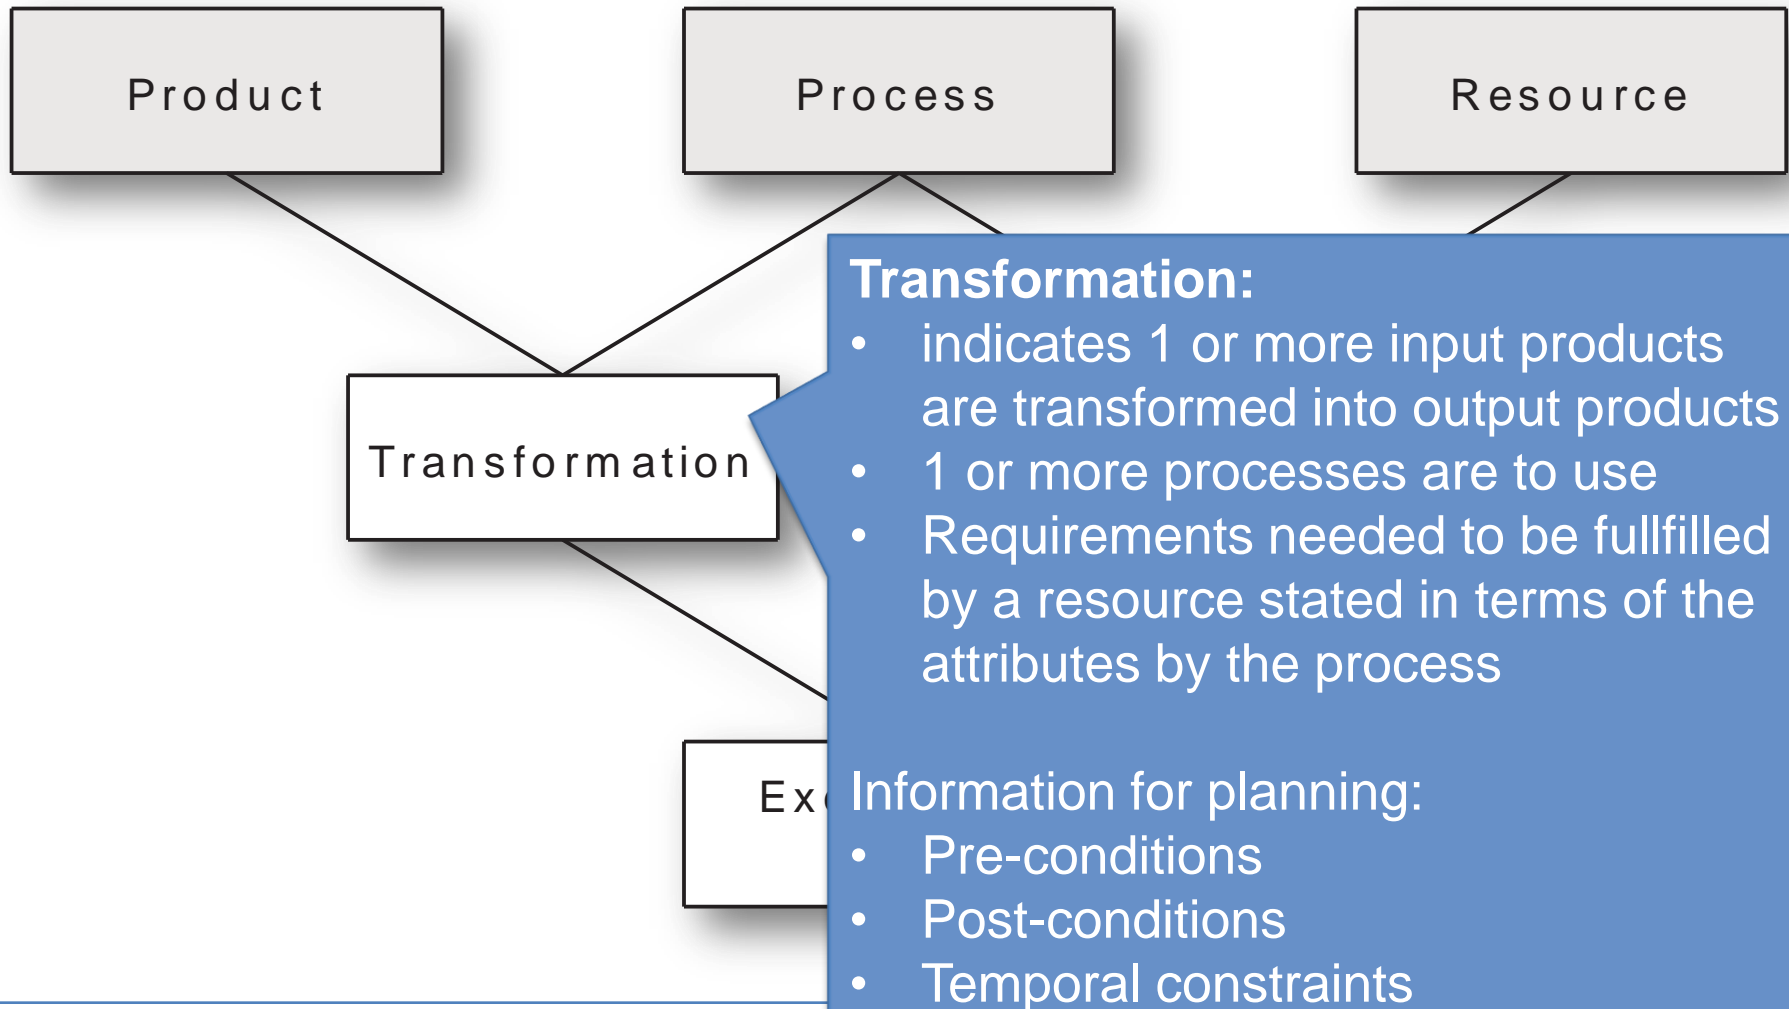 Product
Process
Resource
Transformation
Transformation:
• indicates 1 or more input products
are transformed into output products
• 1 or more processes are to use
• Requirements needed to be fullfilled
by a resource stated in terms of the
attributes by the process
Information for planning:
• Pre-conditions
• Post-conditions
• Temporal constraints